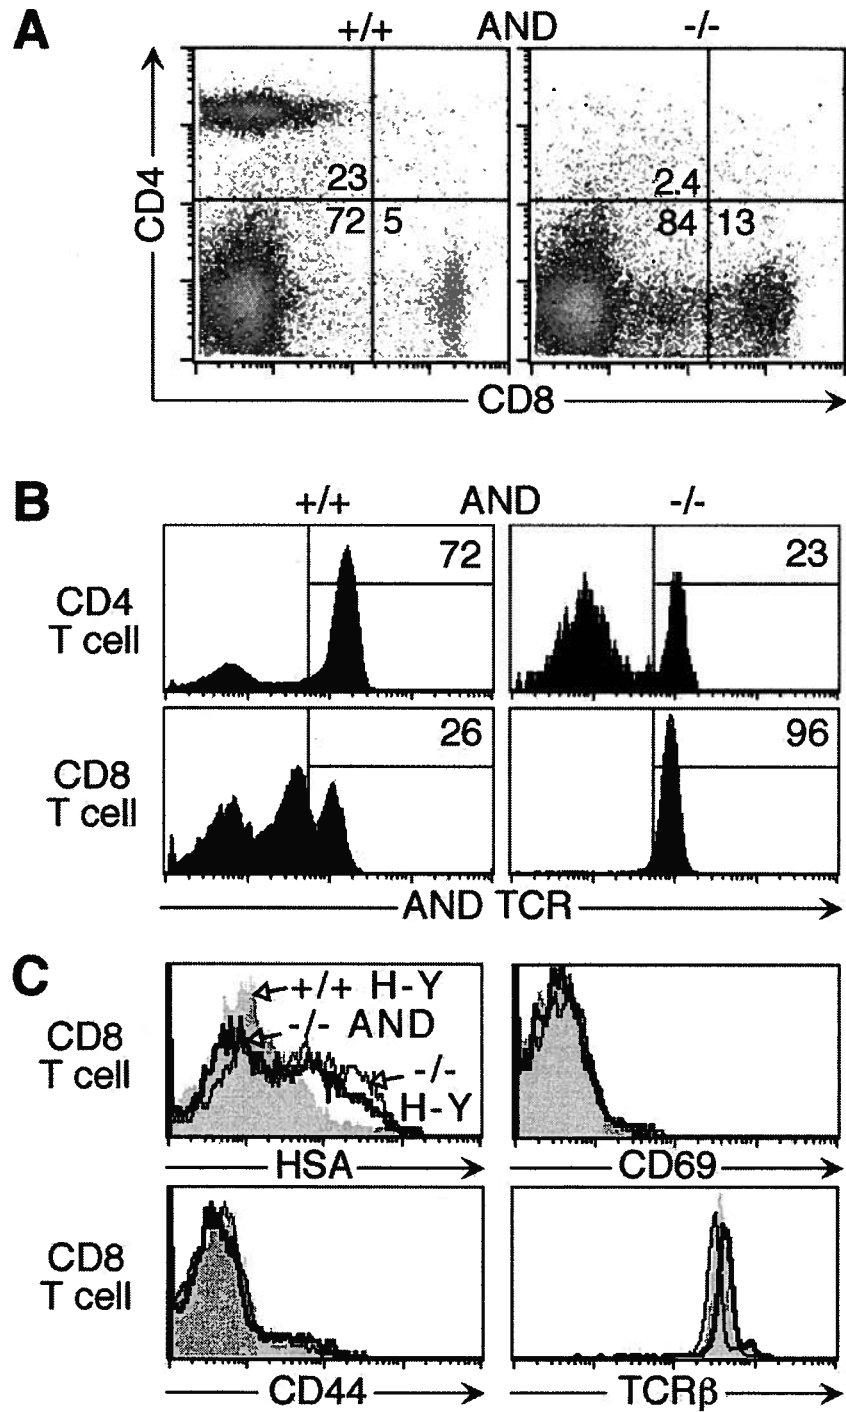 A
+/+ AND -/-
CD4
23
72 5
2.4
84 13
CD8
B
+/+ AND -/-
CD4
T cell
72
23
CD8
T cell
26
96
AND TCR
C
CD8
T cell
+/+ H-Y
-/- AND
-/-
H-Y
HSA
CD69
CD8
T cell
CD44
TCRβ